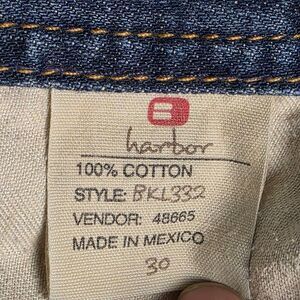 harbor
100% COTTON
STYLE: BKL332
VENDOR: 48665
MADE IN MEXICO
30